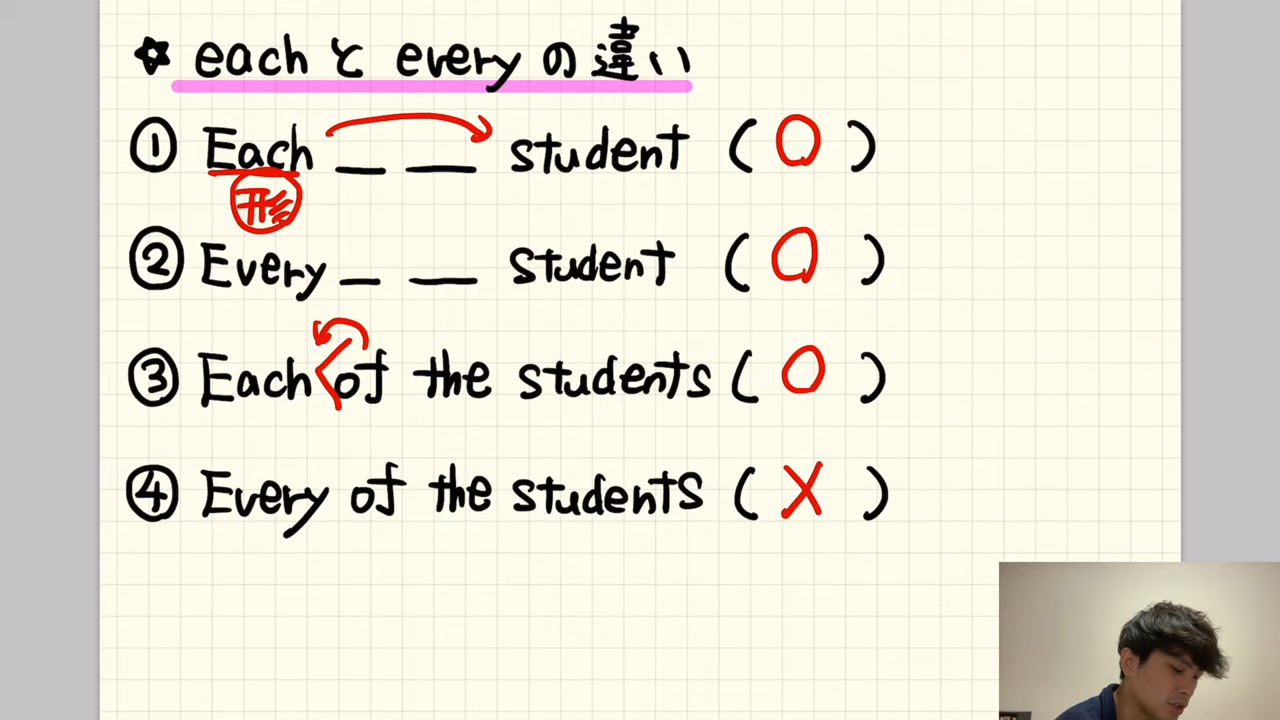 ☆ each と every の違い
① Each _ _ student ( O )
形
② Every _ _ student ( O )
③ Each of the students ( O )
④ Every of the students ( X )